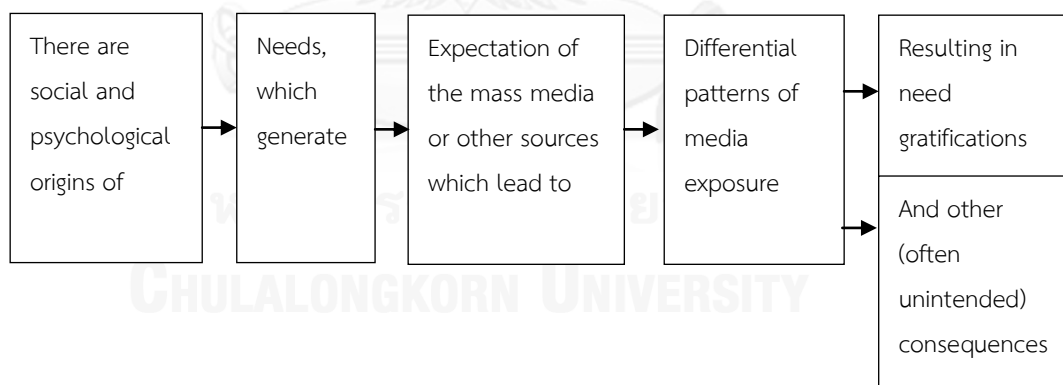 There are
social and
psychological
origins of
Needs,
which
generate
Expectation of
the mass media
or other sources
which lead to
Differential
patterns of
media
exposure
Resulting in
need
gratifications
And other
(often
unintended)
consequences
CHULALONGKORN UNIVERSITY